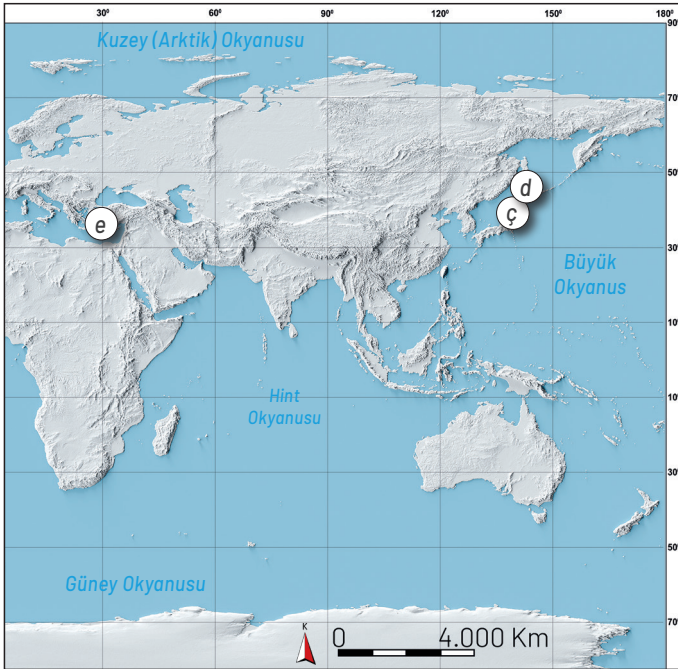 30° 60° 90° 120° 150° 180°
90°
Kuzey (Arktik) Okyanusu
70°
50°
d
ç
e
30°
Büyük
Okyanus
10°
Hint
Okyanusu
10°
30°
50°
Güney Okyanusu
70°
K
0 4.000 Km